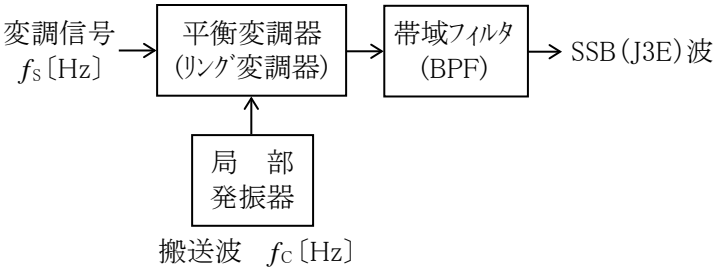 変調信号
fS〔Hz〕
平衡変調器
(リング変調器)
帯域フィルタ
(BPF)
SSB(J3E)波
局 部
発振器
搬送波 fC〔Hz〕